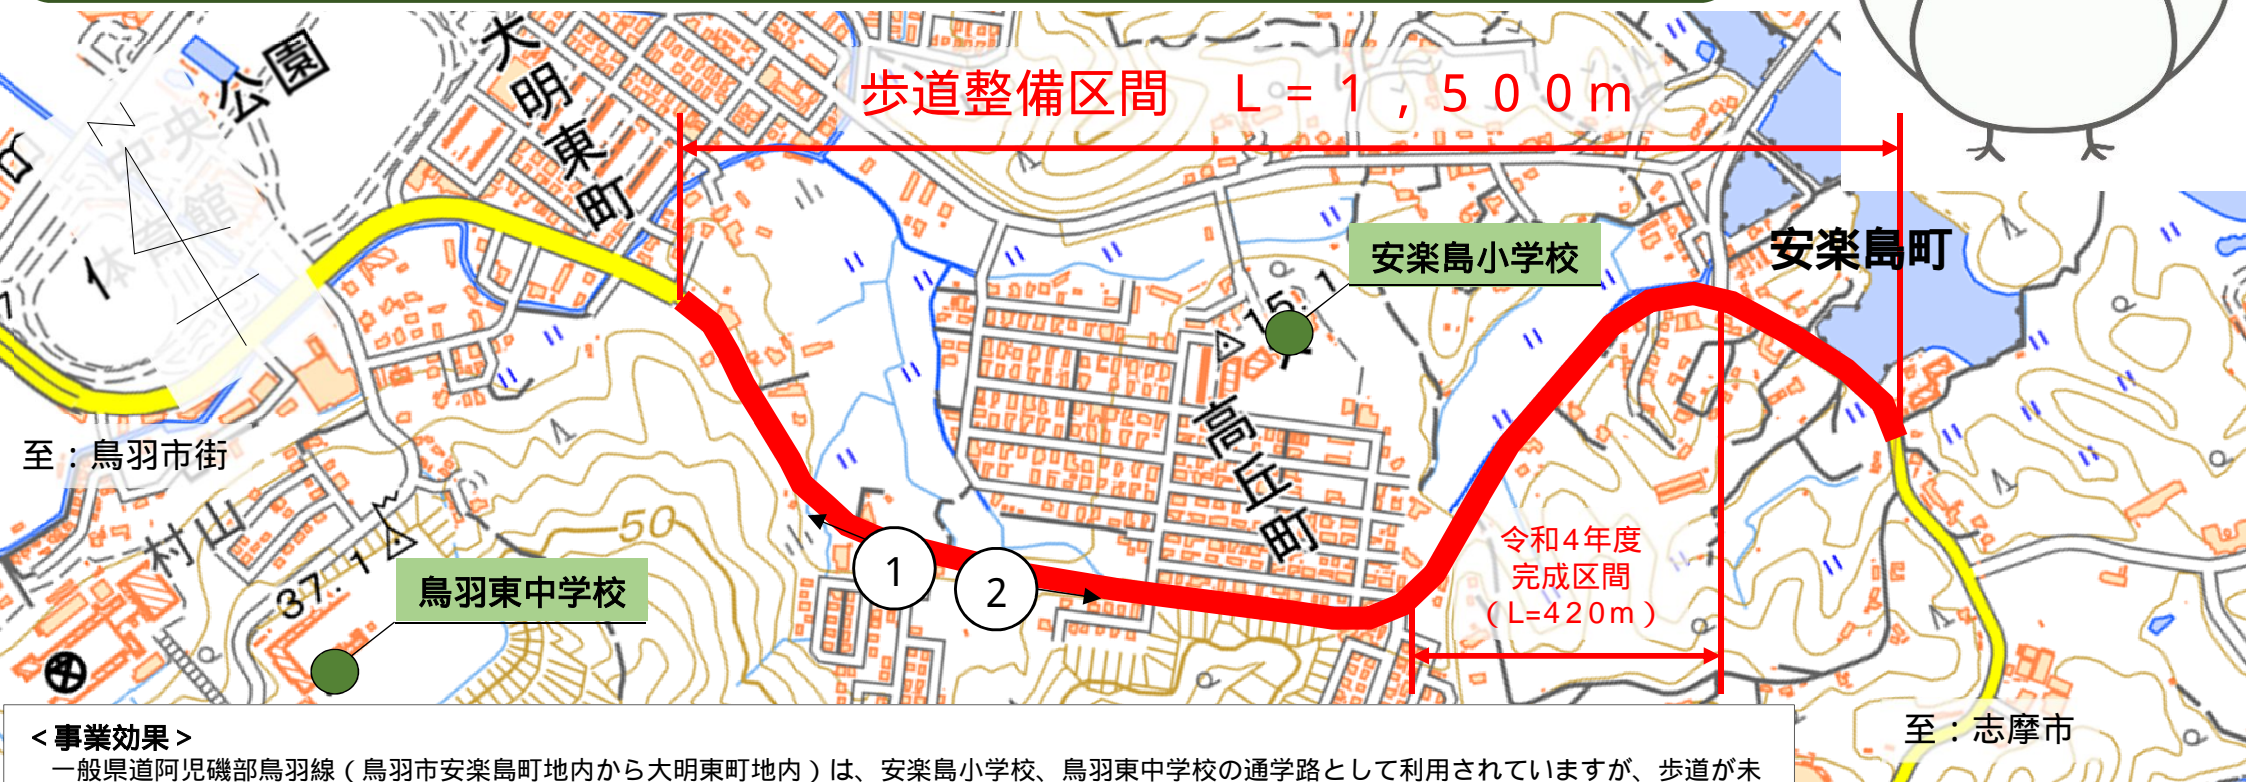 歩道整備区間 L=1,500m
大明東町
公園
中央
体育館
安楽島小学校
安楽島町
15.1
高丘町
至：鳥羽市街
村山
50
37.1
鳥羽東中学校
1
2
令和4年度
完成区間
（L=420m）
至：志摩市
＜事業効果＞
一般県道阿児磯部鳥羽線（鳥羽市安楽島町地内から大明東町地内）は、安楽島小学校、鳥羽東中学校の通学路として利用されていますが、歩道が未